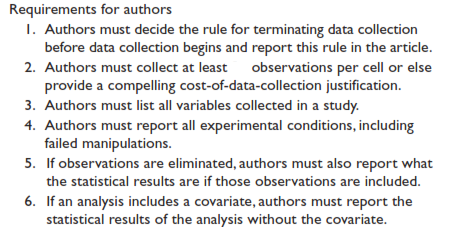 Requirements for authors
1. Authors must decide the rule for terminating data collection
before data collection begins and report this rule in the article.
2. Authors must collect at least observations per cell or else
provide a compelling cost-of-data-collection justification.
3. Authors must list all variables collected in a study.
4. Authors must report all experimental conditions, including
failed manipulations.
5. If observations are eliminated, authors must also report what
the statistical results are if those observations are included.
6. If an analysis includes a covariate, authors must report the
statistical results of the analysis without the covariate.